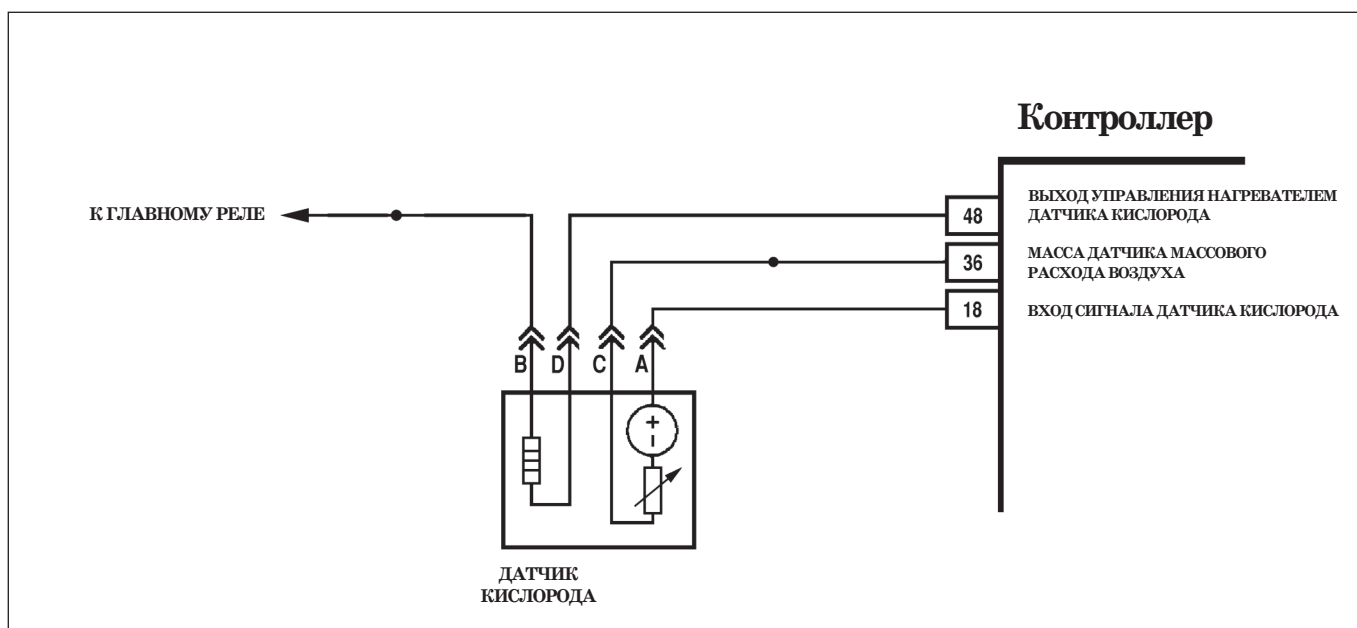 Контроллер
К ГЛАВНОМУ РЕЛЕ
48
ВЫХОД УПРАВЛЕНИЯ НАГРЕВАТЕЛЕМ
ДАТЧИКА КИСЛОРОДА
36
МАССА ДАТЧИКА МАССОВОГО
РАСХОДА ВОЗДУХА
18
ВХОД СИГНАЛА ДАТЧИКА КИСЛОРОДА
B D C A
+
-
ДАТЧИК
КИСЛОРОДА